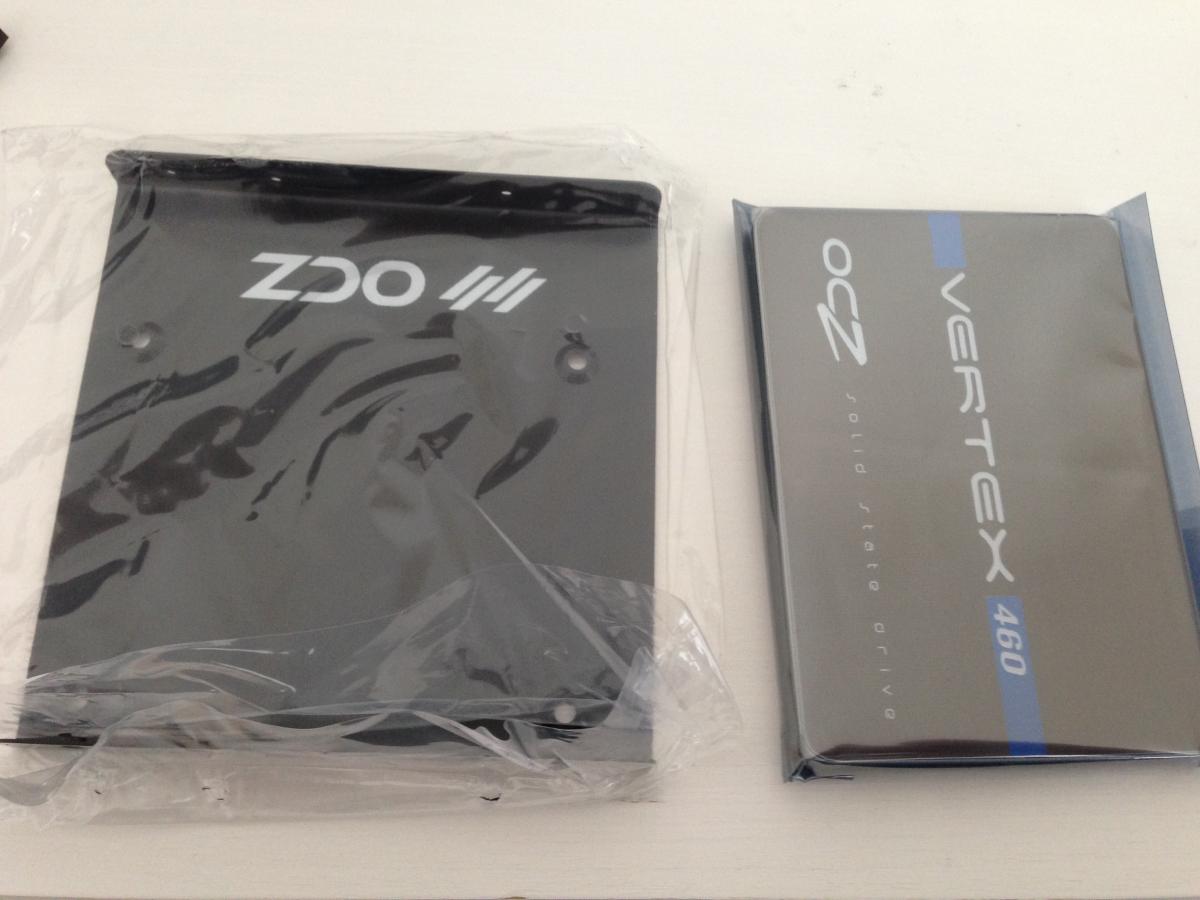 OCZ
OCZ
solid state drive
VERTEX 460